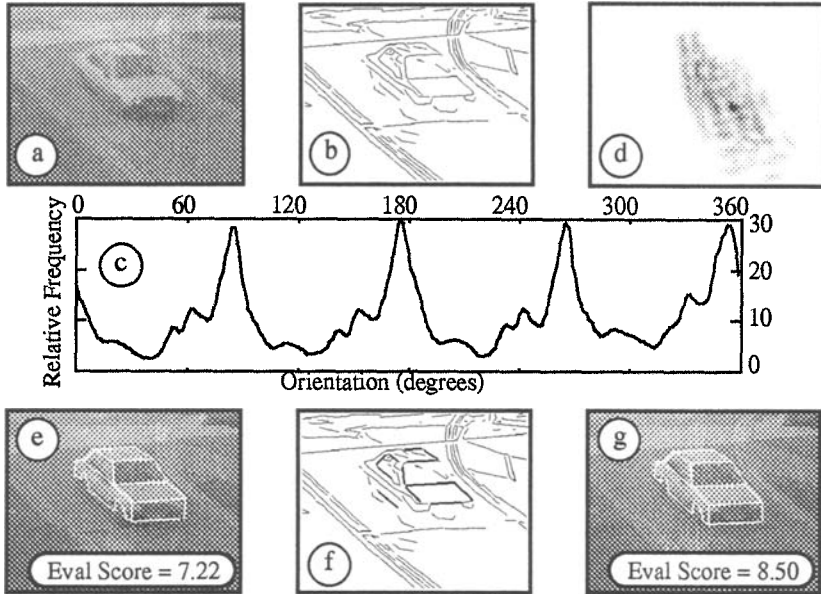 a
b
d
0 60 120 180 240 300 360
Relative Frequency
c
30
20
10
0
Orientation (degrees)
e
Eval Score = 7.22
f
g
Eval Score = 8.50